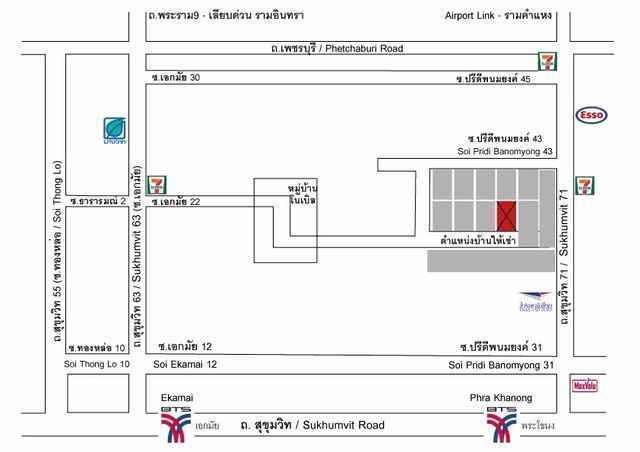 ถ.พระราม9 - เลียบด่วน รามอินทรา
Airport Link - รามคำแหง
ถ.เพชรบุรี / Phetchaburi Road
ซ.เอกมัย 30
ซ.ปรีดีพนมยงค์ 45
7 ELEVEN
Esso
บางจาก
ซ.ปรีดีพนมยงค์ 43
Soi Pridi Banomyong 43
7 ELEVEN
7 ELEVEN
หมู่บ้าน
โนเบิล
ซ.ธารารมณ์ 2
ซ.เอกมัย 22
ตำแหน่งบ้านให้เช่า
ถ.สุขุมวิท 55 (ซ.ทองหล่อ / Soi Thong Lo)
ถ.สุขุมวิท 63 / Sukhumvit 63 (ซ.เอกมัย)
ถ.สุขุมวิท 71 / Sukhumvit 71
ไปรษณีย์ไทย
ซ.ทองหล่อ 10
Soi Thong Lo 10
ซ.เอกมัย 12
Soi Ekamai 12
ซ.ปรีดีพนมยงค์ 31
Soi Pridi Banomyong 31
MaxValu
Ekamai
BTS
เอกมัย
ถ. สุขุมวิท / Sukhumvit Road
Phra Khanong
BTS
พระโขนง